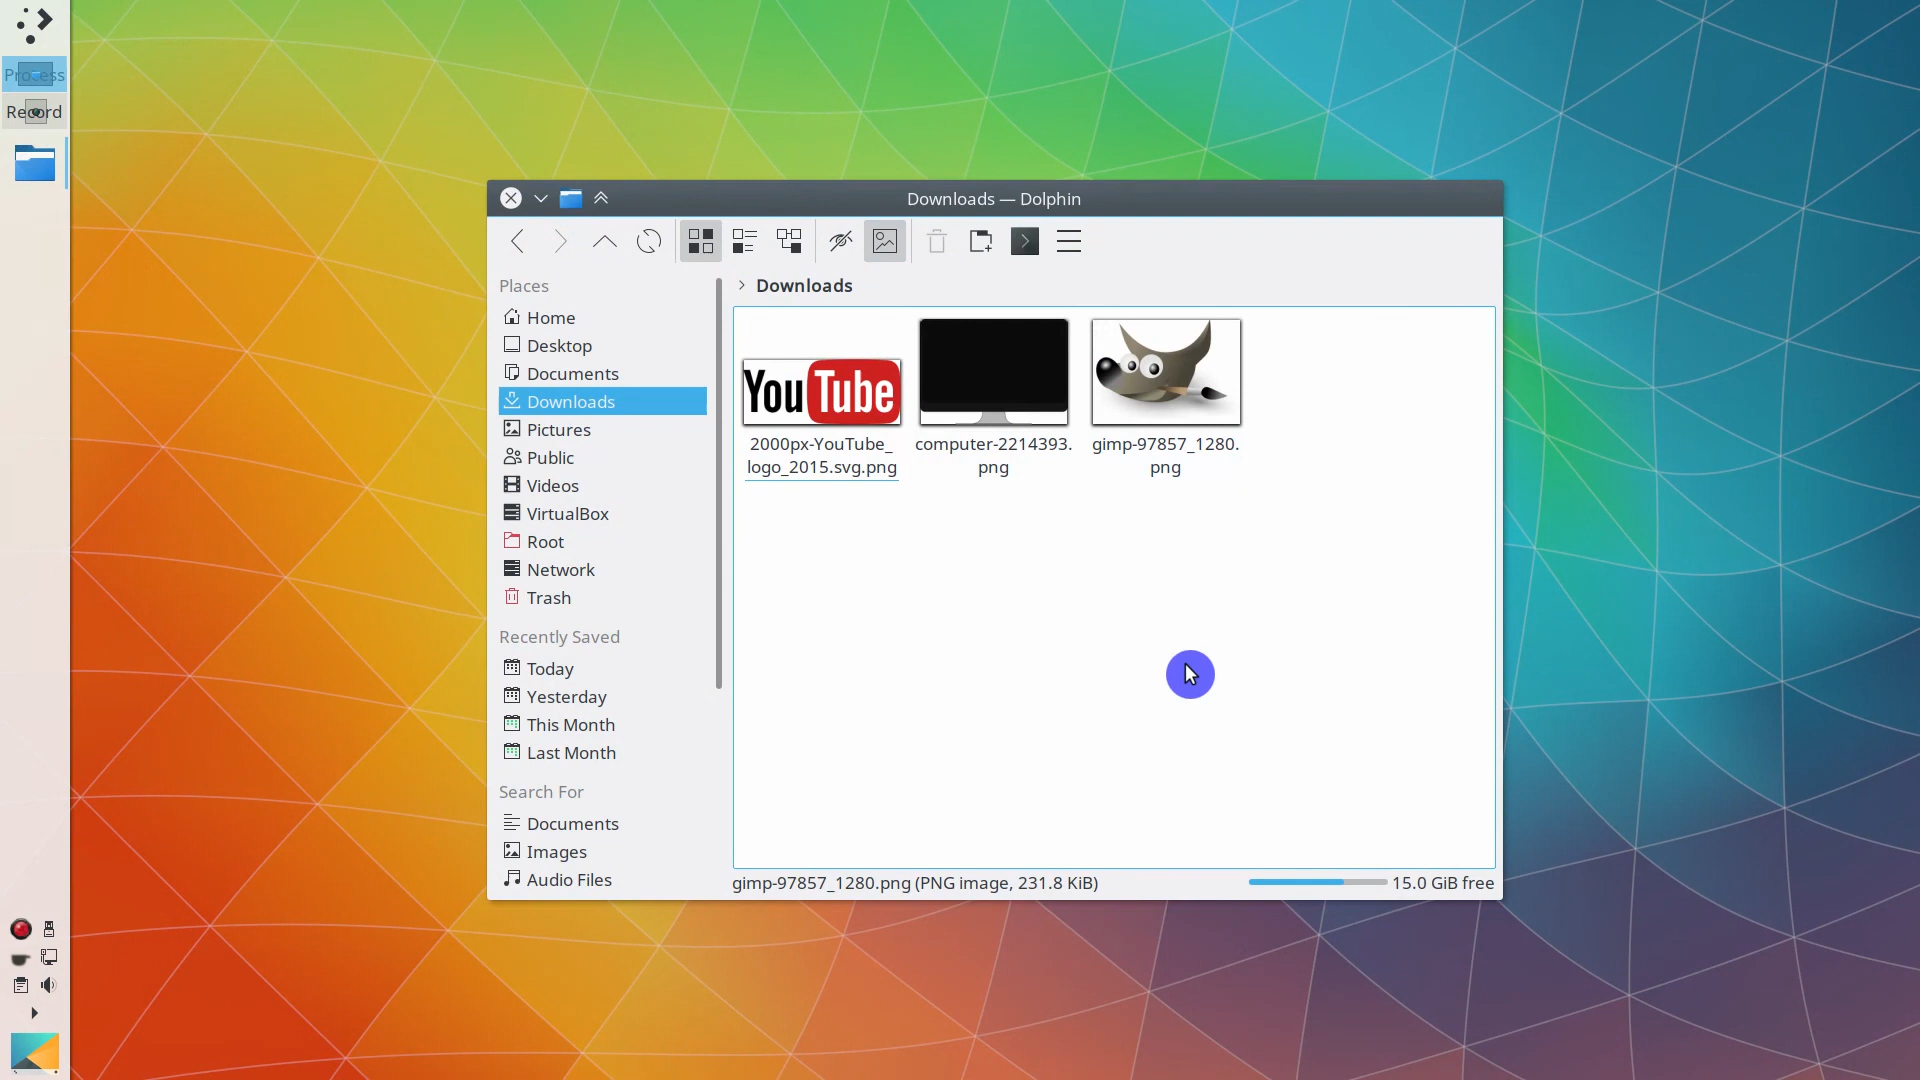 Process
Record
Downloads — Dolphin
Places
Home
Desktop
Documents
Downloads
Pictures
Public
Videos
VirtualBox
Root
Network
Trash
Recently Saved
Today
Yesterday
This Month
Last Month
Search For
Documents
Images
Audio Files
Downloads
YouTube
2000px-YouTube_
logo_2015.svg.png
computer-2214393.
png
gimp-97857_1280.
png
gimp-97857_1280.png (PNG image, 231.8 KiB)
15.0 GiB free